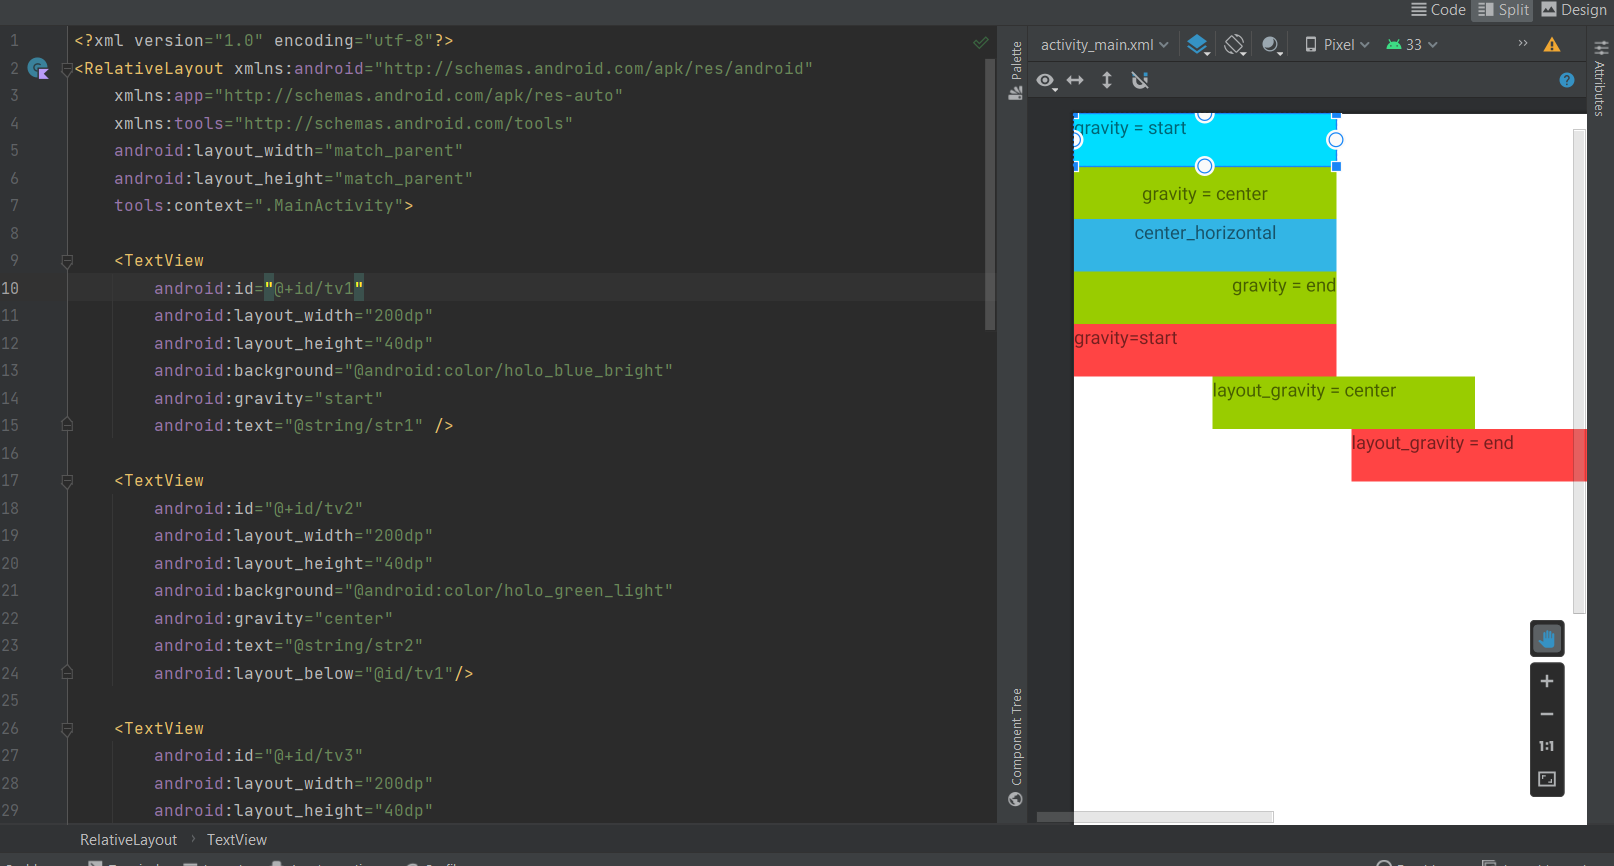 Code Split Design
1 <?xml version="1.0" encoding="utf-8"?>
2 <RelativeLayout xmlns:android="http://schemas.android.com/apk/res/android"
3 xmlns:app="http://schemas.android.com/apk/res-auto"
4 xmlns:tools="http://schemas.android.com/tools"
5 android:layout_width="match_parent"
6 android:layout_height="match_parent"
7 tools:context=".MainActivity">
8
9 <TextView
10 android:id="@+id/tv1"
11 android:layout_width="200dp"
12 android:layout_height="40dp"
13 android:background="@android:color/holo_blue_bright"
14 android:gravity="start"
15 android:text="@string/str1" />
16
17 <TextView
18 android:id="@+id/tv2"
19 android:layout_width="200dp"
20 android:layout_height="40dp"
21 android:background="@android:color/holo_green_light"
22 android:gravity="center"
23 android:text="@string/str2"
24 android:layout_below="@id/tv1"/>
25
26 <TextView
27 android:id="@+id/tv3"
28 android:layout_width="200dp"
29 android:layout_height="40dp"
RelativeLayout > TextView
Palette
Component Tree
activity_main.xml Pixel 33 »
gravity = start
gravity = center
center_horizontal
gravity = end
gravity=start
layout_gravity = center
layout_gravity = end
1:1
Attributes